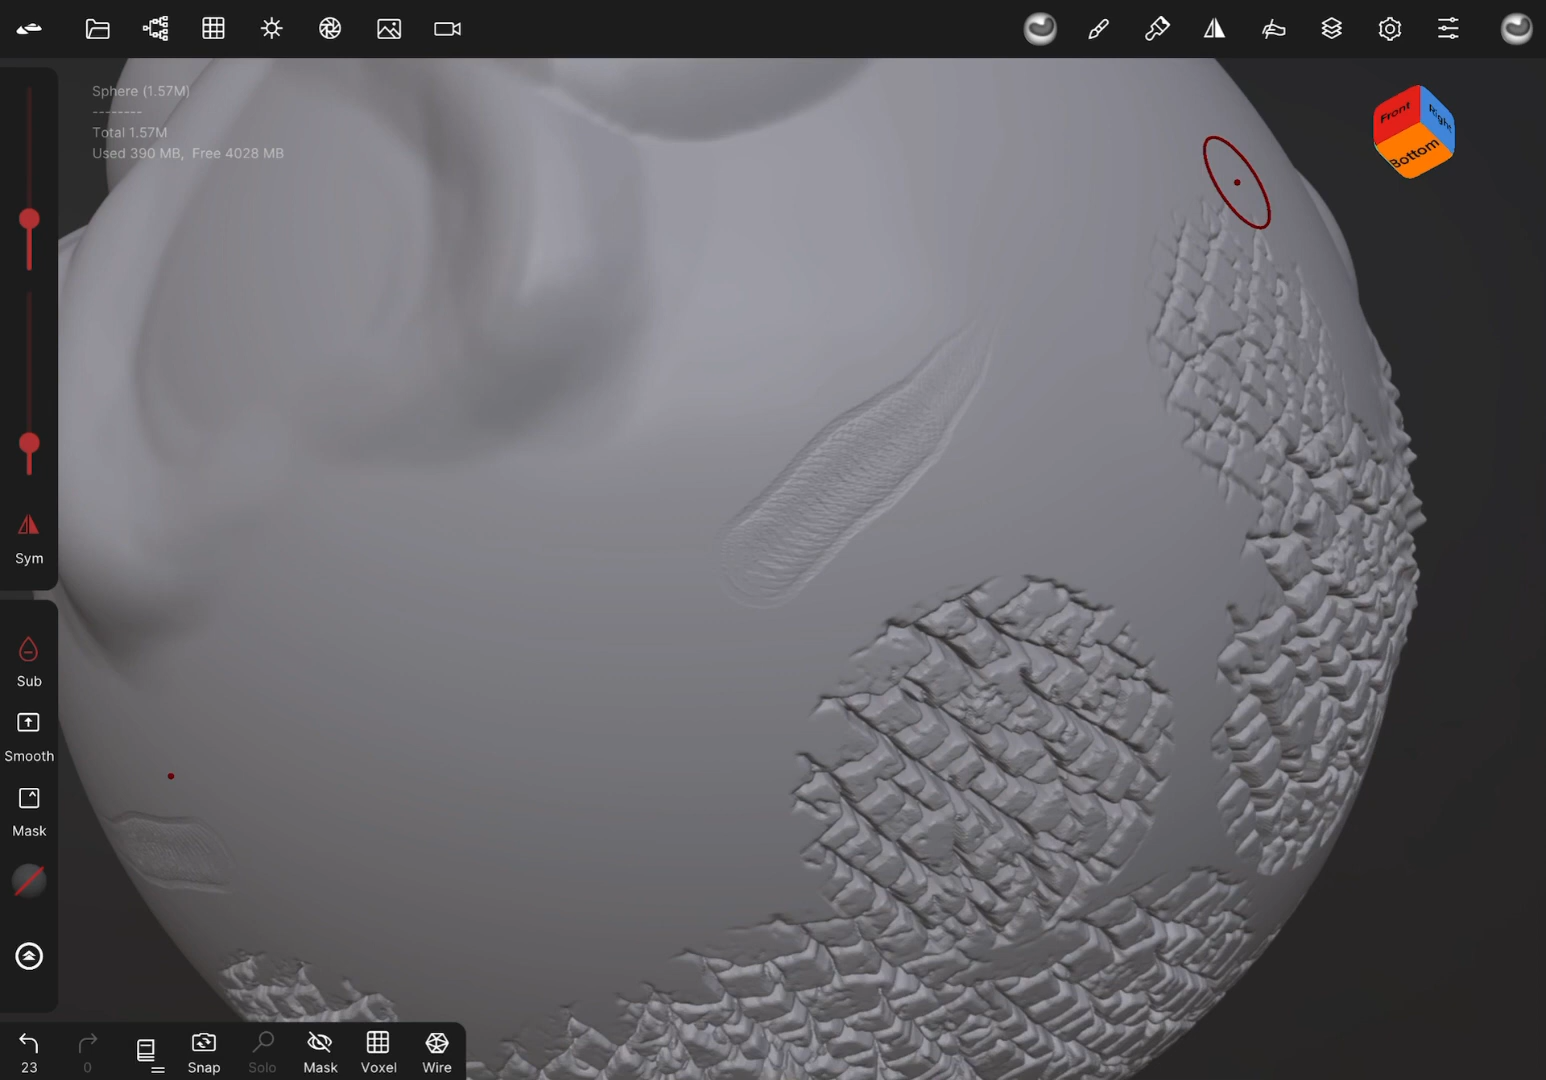 Sphere (1.57M)
--------
Total 1.57M
Used 390 MB, Free 4028 MB
Front
Right
Bottom
Sym
Sub
Smooth
Mask
23
0
Snap
Solo
Mask
Voxel
Wire